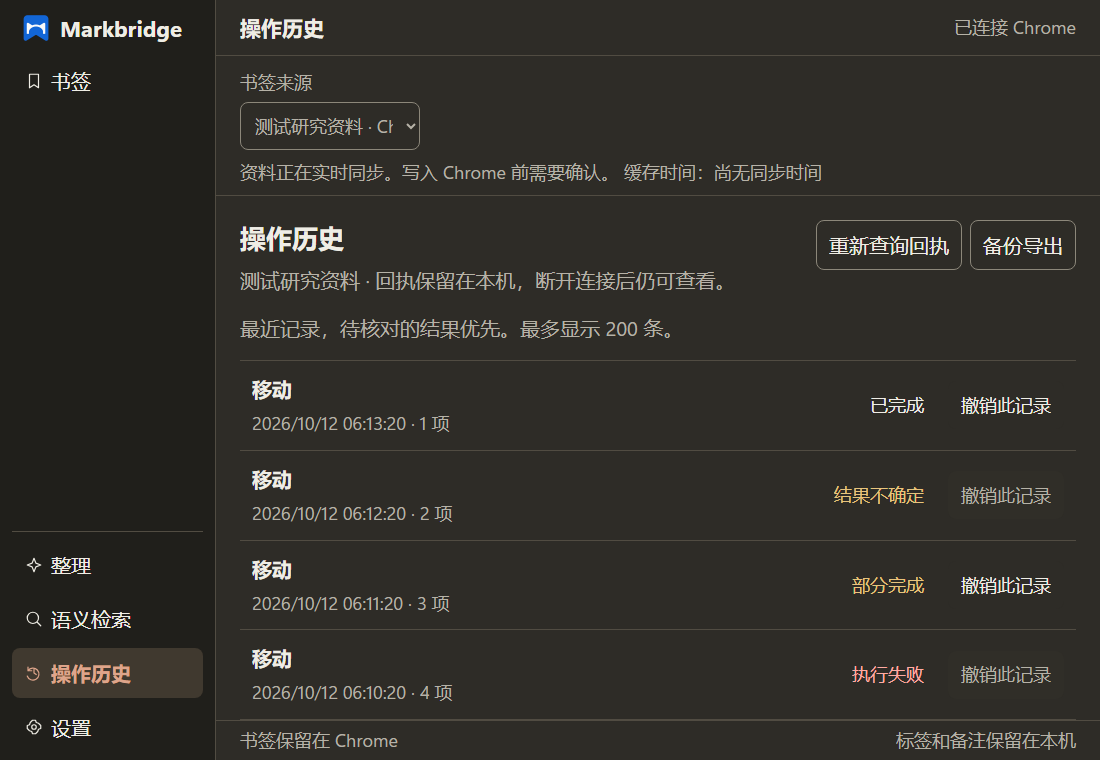 Markbridge
书签
整理
语义检索
操作历史
设置
操作历史
已连接 Chrome
书签来源
测试研究资料 · Ch
资料正在实时同步。写入 Chrome 前需要确认。 缓存时间：尚无同步时间
操作历史
重新查询回执
备份导出
测试研究资料 · 回执保留在本机，断开连接后仍可查看。
最近记录，待核对的结果优先。最多显示 200 条。
移动
2026/10/12 06:13:20 · 1 项
已完成
撤销此记录
移动
2026/10/12 06:12:20 · 2 项
结果不确定
撤销此记录
移动
2026/10/12 06:11:20 · 3 项
部分完成
撤销此记录
移动
2026/10/12 06:10:20 · 4 项
执行失败
撤销此记录
书签保留在 Chrome
标签和备注保留在本机